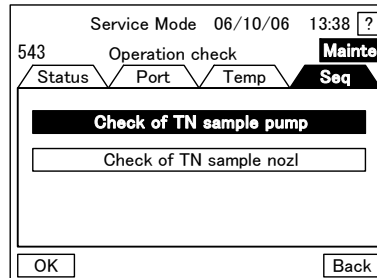 Service Mode 06/10/06 13:38 ?
543 Operation check Mainte
Status Port Temp Seq
Check of TN sample pump
Check of TN sample nozl
OK Back